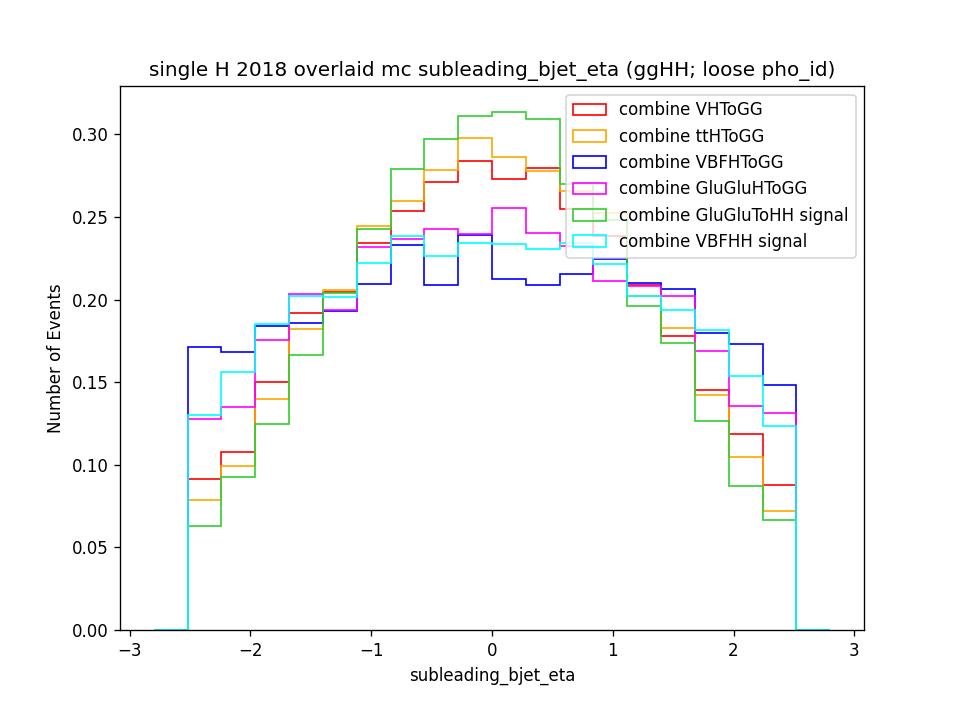 single H 2018 overlaid mc subleading_bjet_eta (ggHH; loose pho_id)
combine VHToGG
combine ttHToGG
combine VBFHToGG
combine GluGluHToGG
combine GluGluToHH signal
combine VBFHH signal
Number of Events
0.30
0.25
0.20
0.15
0.10
0.05
0.00
−3
−2
−1
0
1
2
3
subleading_bjet_eta